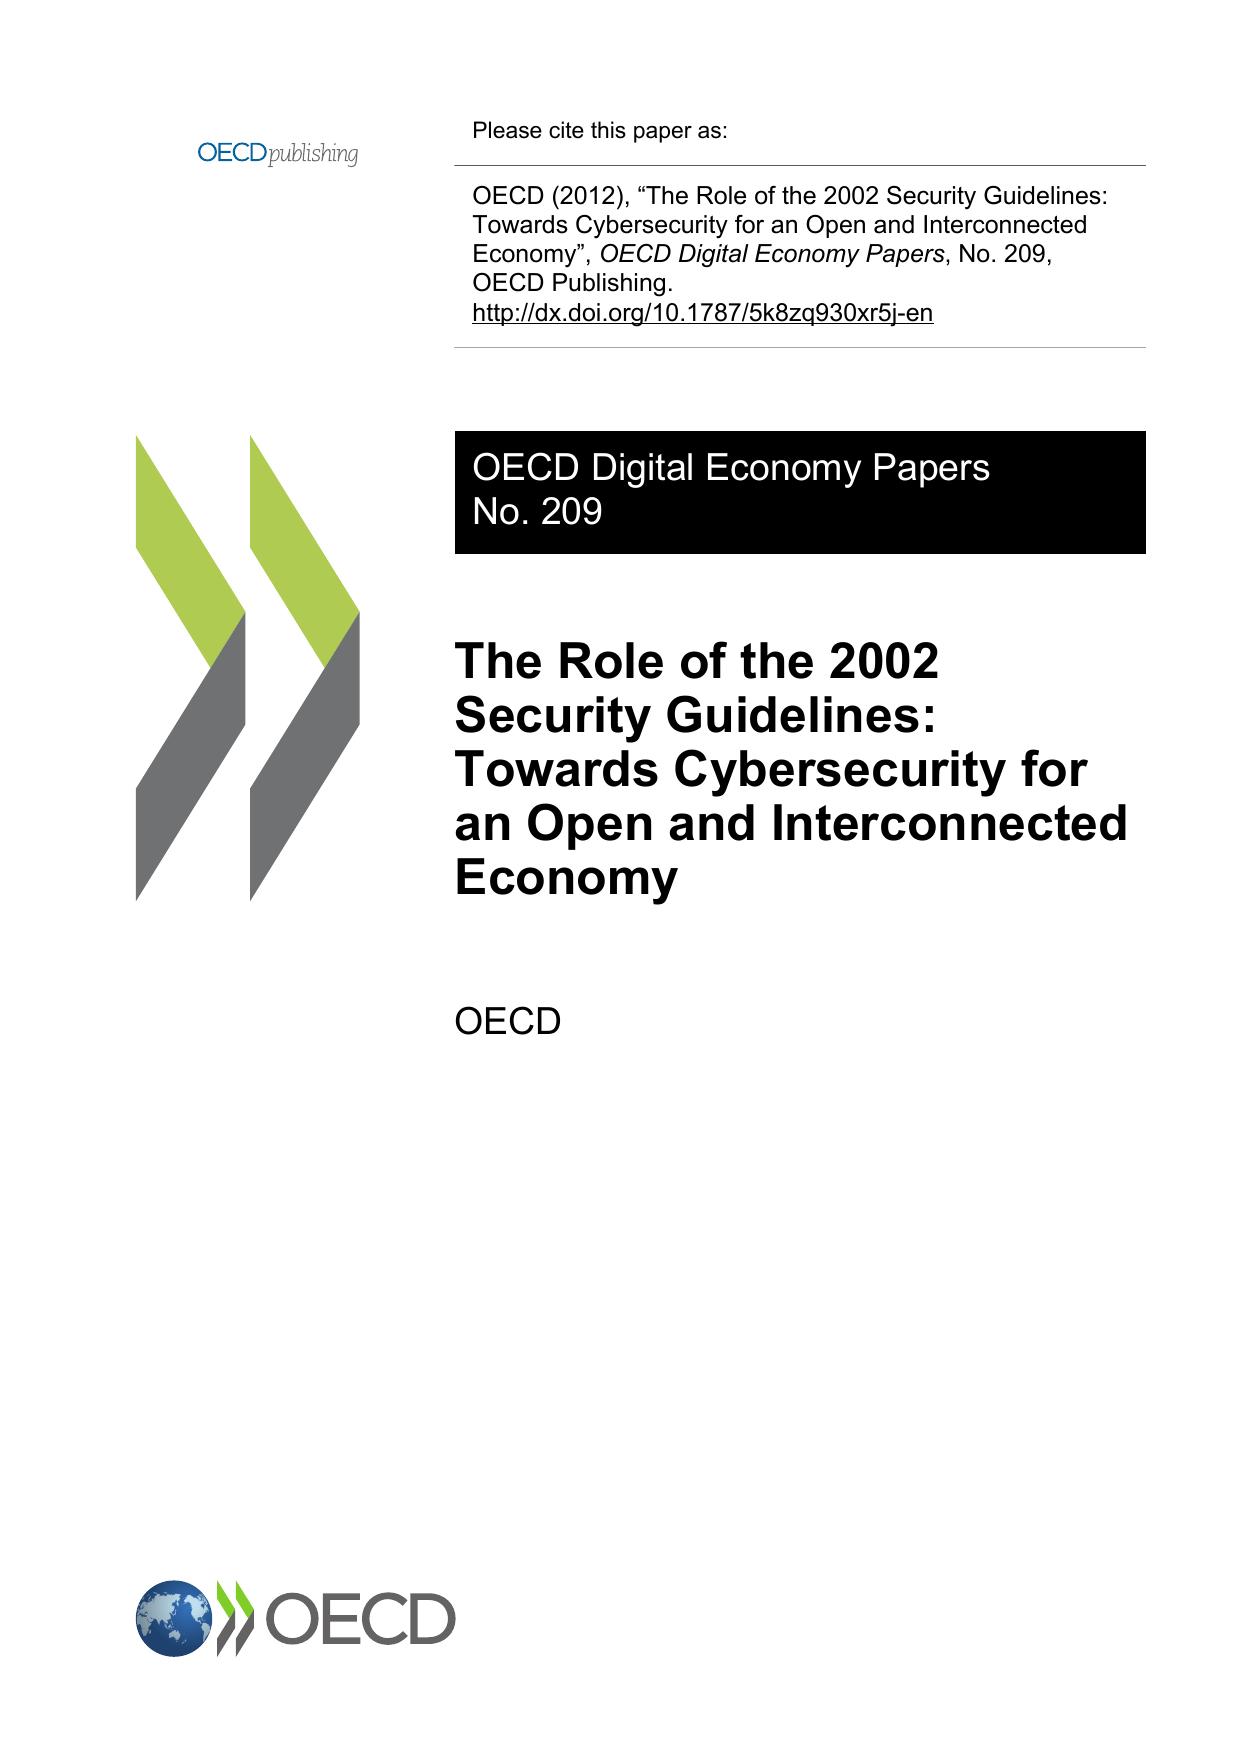 OECD publishing
Please cite this paper as:
OECD (2012), “The Role of the 2002 Security Guidelines:
Towards Cybersecurity for an Open and Interconnected
Economy”, OECD Digital Economy Papers, No. 209,
OECD Publishing.
http://dx.doi.org/10.1787/5k8zq930xr5j-en
OECD Digital Economy Papers
No. 209
The Role of the 2002
Security Guidelines:
Towards Cybersecurity for
an Open and Interconnected
Economy
OECD
OECD